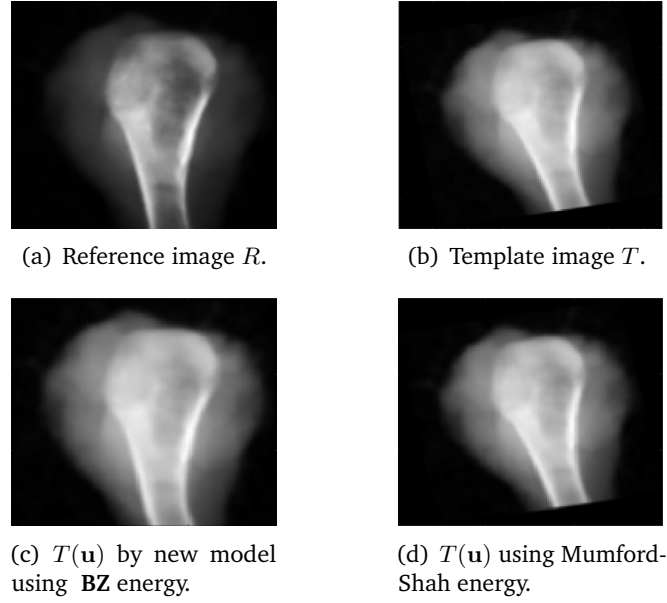 (a) Reference image R.
(b) Template image T.
(c) T(u) by new model
using BZ energy.
(d) T(u) using Mumford-
Shah energy.